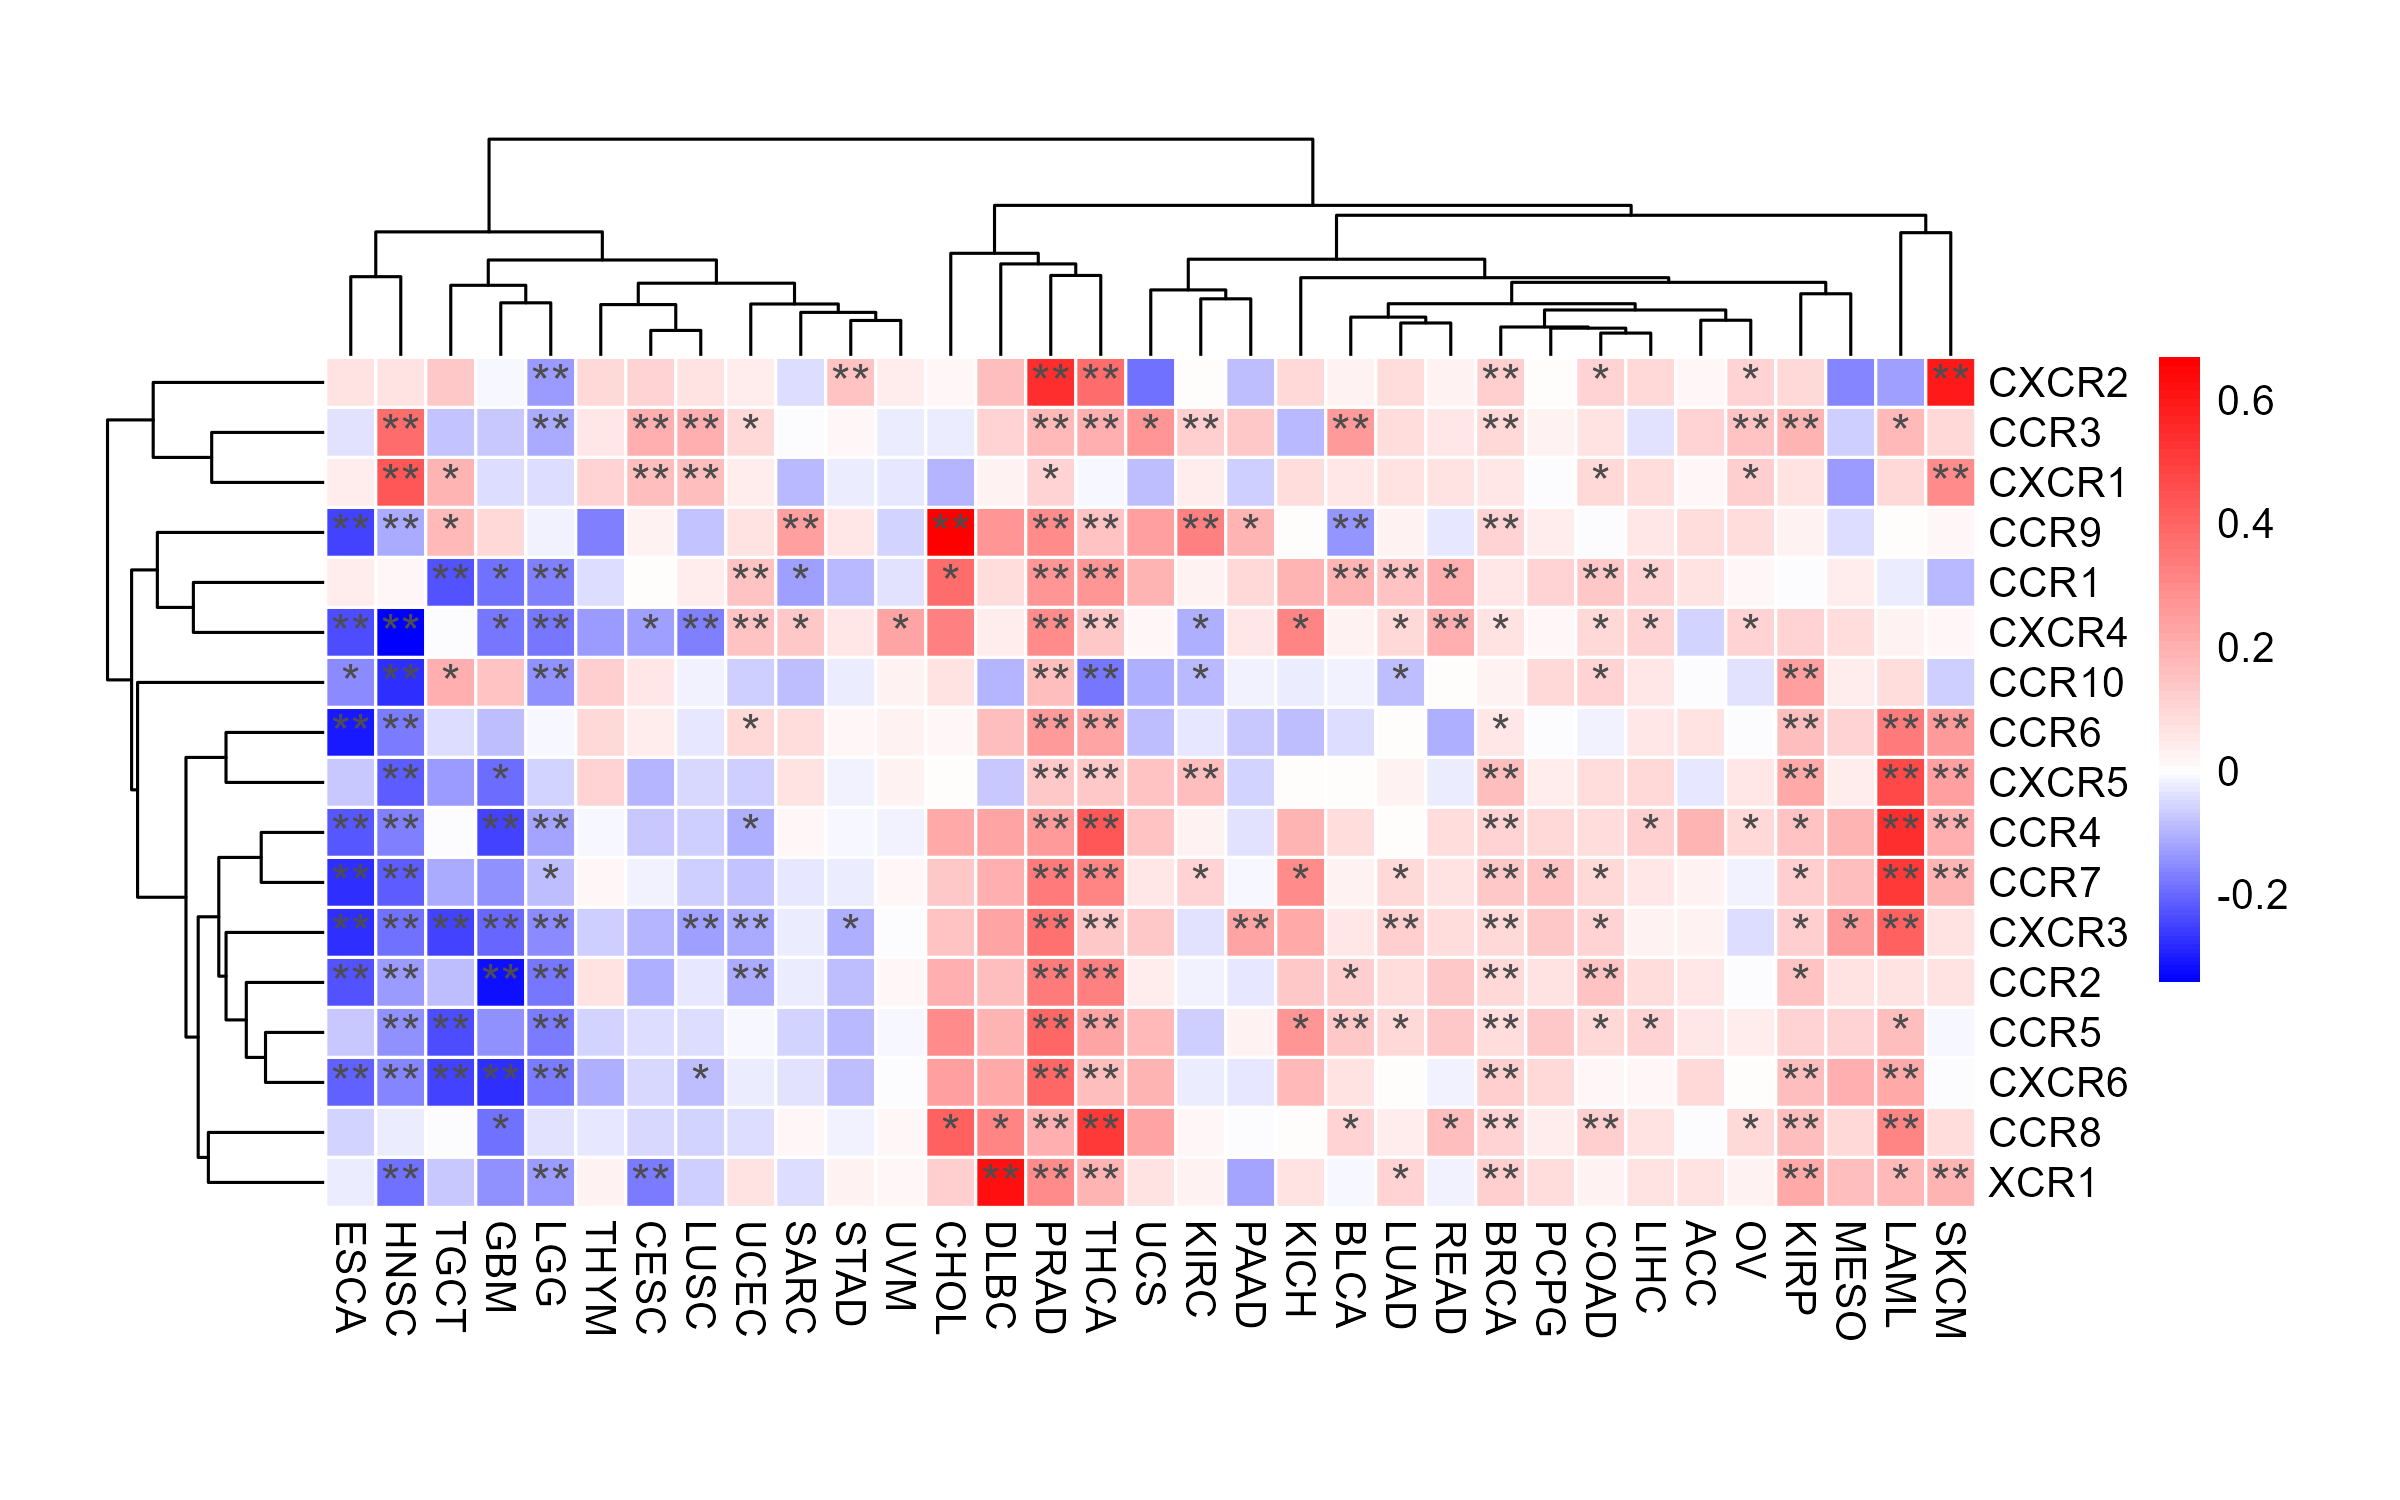 CXCR2
CCR3
CXCR1
CCR9
CCR1
CXCR4
CCR10
CCR6
CXCR5
CCR4
CCR7
CXCR3
CCR2
CCR5
CXCR6
CCR8
XCR1
0.6
0.4
0.2
0
-0.2
ESCA
HNSC
TGCT
GBM
LGG
THYM
CESC
LUSC
UCEC
SARC
STAD
UVM
CHOL
DLBC
PRAD
THCA
UCS
KIRC
PAAD
KICH
BLCA
LUAD
READ
BRCA
PCPG
COAD
LIHC
ACC
OV
KIRP
MESO
LAML
SKCM